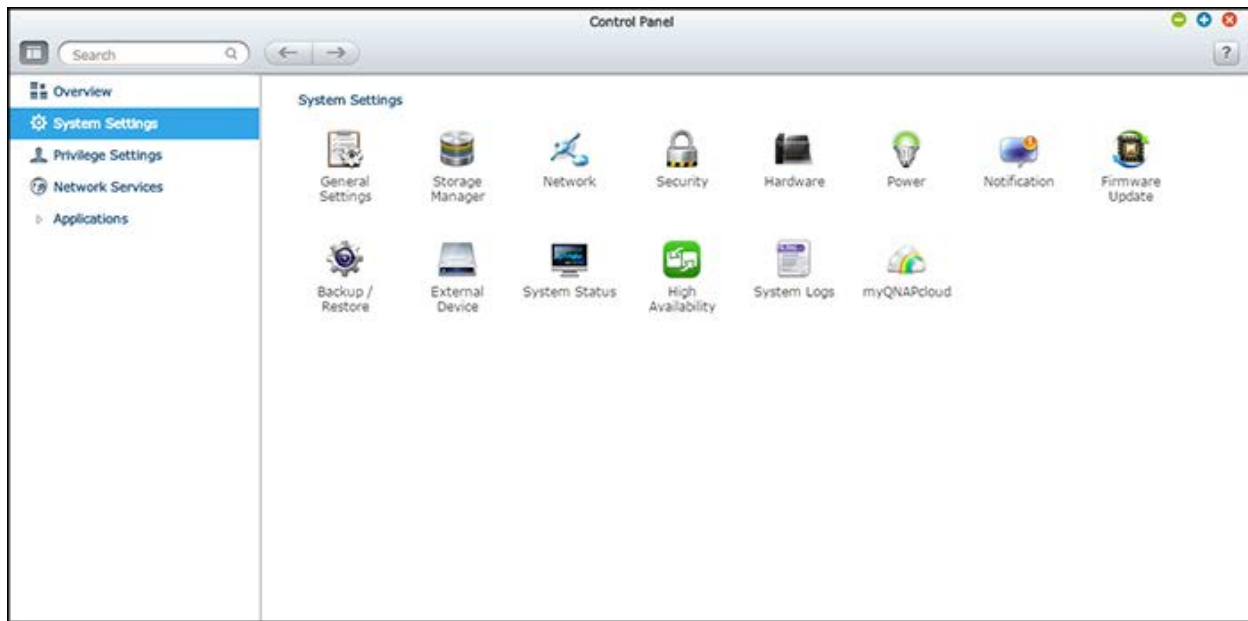 Control Panel
Search
?
Overview
System Settings
Privilege Settings
Network Services
Applications
System Settings
General Settings
Storage Manager
Network
Security
Hardware
Power
Notification
Firmware Update
Backup / Restore
External Device
System Status
High Availability
System Logs
myQNAPcloud